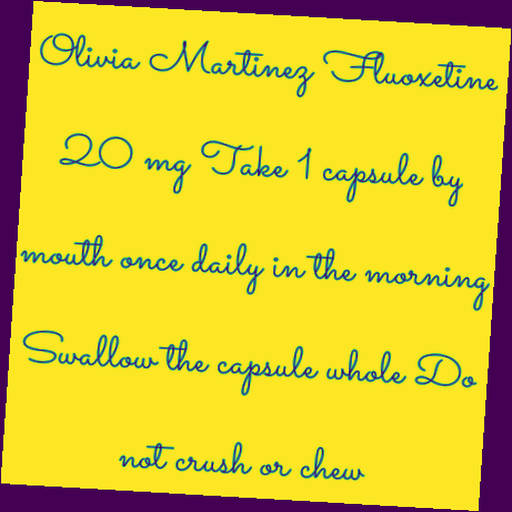 Olivia Martinez Fluoxetine
20 mg Take 1 capsule by
mouth once daily in the morning
Swallow the capsule whole Do
not crush or chew